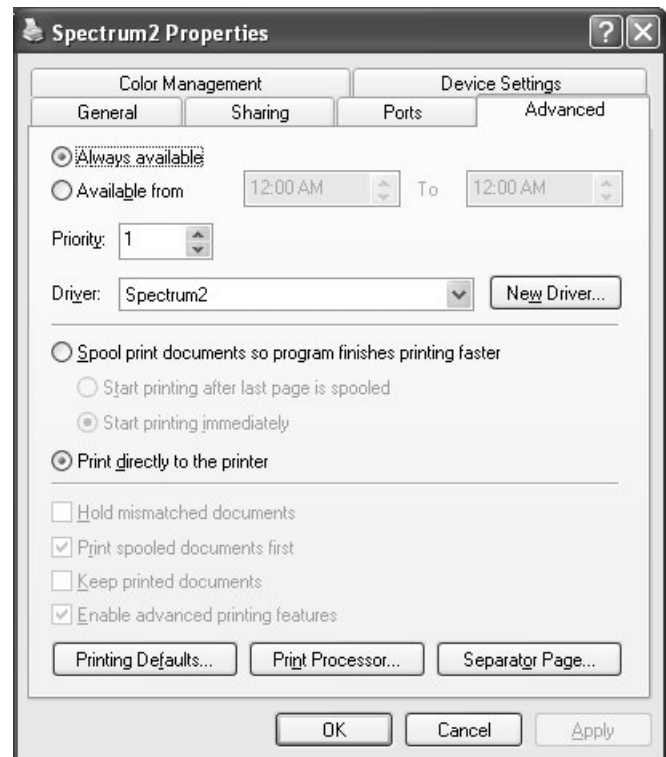 Spectrum2 Properties
Color Management Device Settings
General Sharing Ports Advanced
Always available
Available from 12:00 AM To 12:00 AM
Priority: 1
Driver: Spectrum2 New Driver...
Spool print documents so program finishes printing faster
Start printing after last page is spooled
Start printing immediately
Print directly to the printer
Hold mismatched documents
Print spooled documents first
Keep printed documents
Enable advanced printing features
Printing Defaults... Print Processor... Separator Page...
OK Cancel Apply